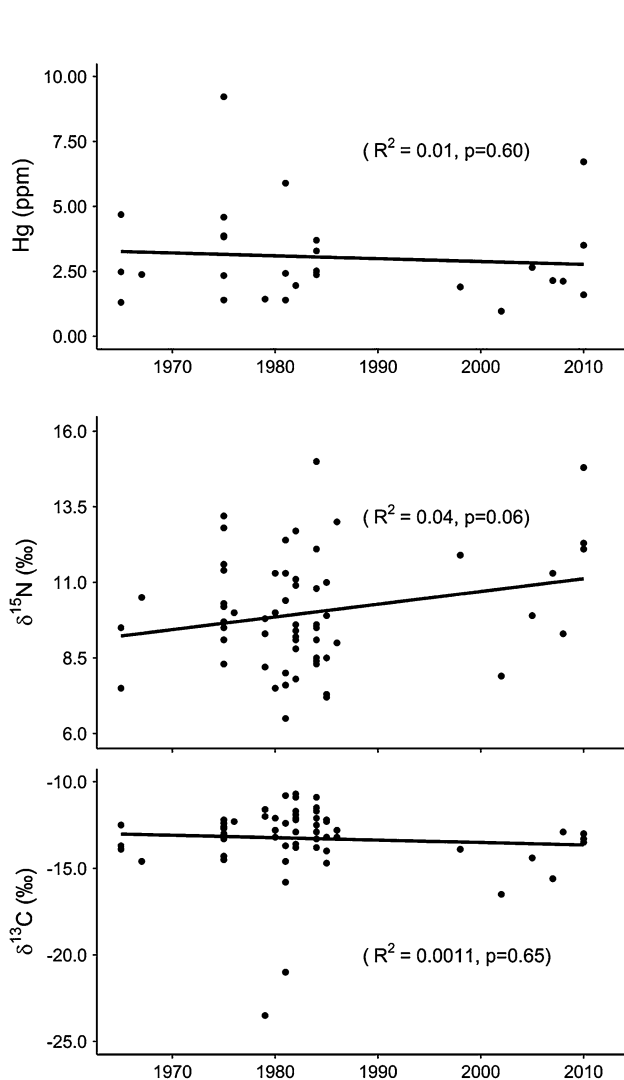 10.00
7.50
5.00
2.50
0.00
Hg (ppm)
( R² = 0.01, p=0.60)
1970 1980 1990 2000 2010
16.0
13.5
11.0
8.5
6.0
δ¹⁵N (‰)
( R² = 0.04, p=0.06)
-10.0
-15.0
-20.0
-25.0
δ¹³C (‰)
( R² = 0.0011, p=0.65)
1970 1980 1990 2000 2010